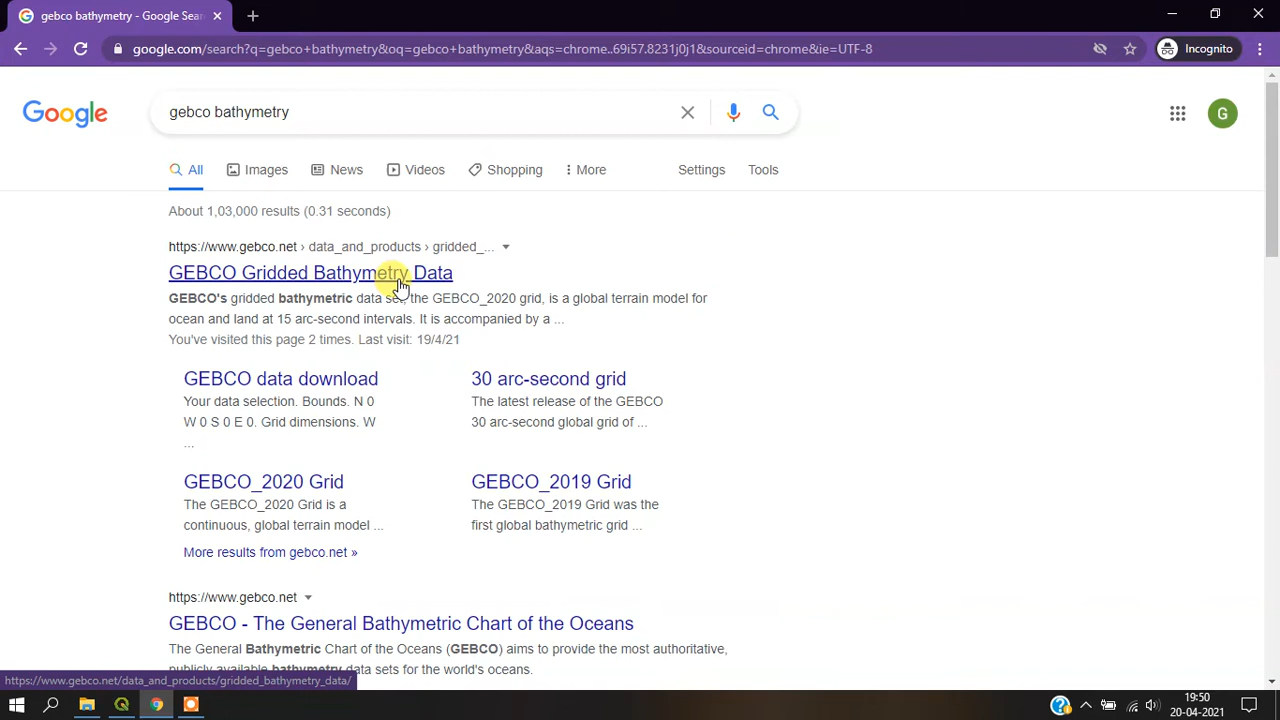 gebco bathymetry - Google Sear
google.com/search?q=gebco+bathymetry&oq=gebco+bathymetry&aqs=chrome..69i57.8231j0j1&sourceid=chrome&ie=UTF-8
Incognito
Google
gebco bathymetry
G
All
Images
News
Videos
Shopping
More
Settings
Tools
About 1,03,000 results (0.31 seconds)
https://www.gebco.net › data_and_products › gridded_...
GEBCO Gridded Bathymetry Data
GEBCO's gridded bathymetric data set, the GEBCO_2020 grid, is a global terrain model for
ocean and land at 15 arc-second intervals. It is accompanied by a ...
You've visited this page 2 times. Last visit: 19/4/21
GEBCO data download
Your data selection. Bounds. N 0
W 0 S 0 E 0. Grid dimensions. W
...
30 arc-second grid
The latest release of the GEBCO
30 arc-second global grid of ...
GEBCO_2020 Grid
The GEBCO_2020 Grid is a
continuous, global terrain model ...
GEBCO_2019 Grid
The GEBCO_2019 Grid was the
first global bathymetric grid ...
More results from gebco.net »
https://www.gebco.net
GEBCO - The General Bathymetric Chart of the Oceans
The General Bathymetric Chart of the Oceans (GEBCO) aims to provide the most authoritative,
publicly available bathymetry data sets for the world's oceans.
https://www.gebco.net/data_and_products/gridded_bathymetry_data/
19:50
20-04-2021